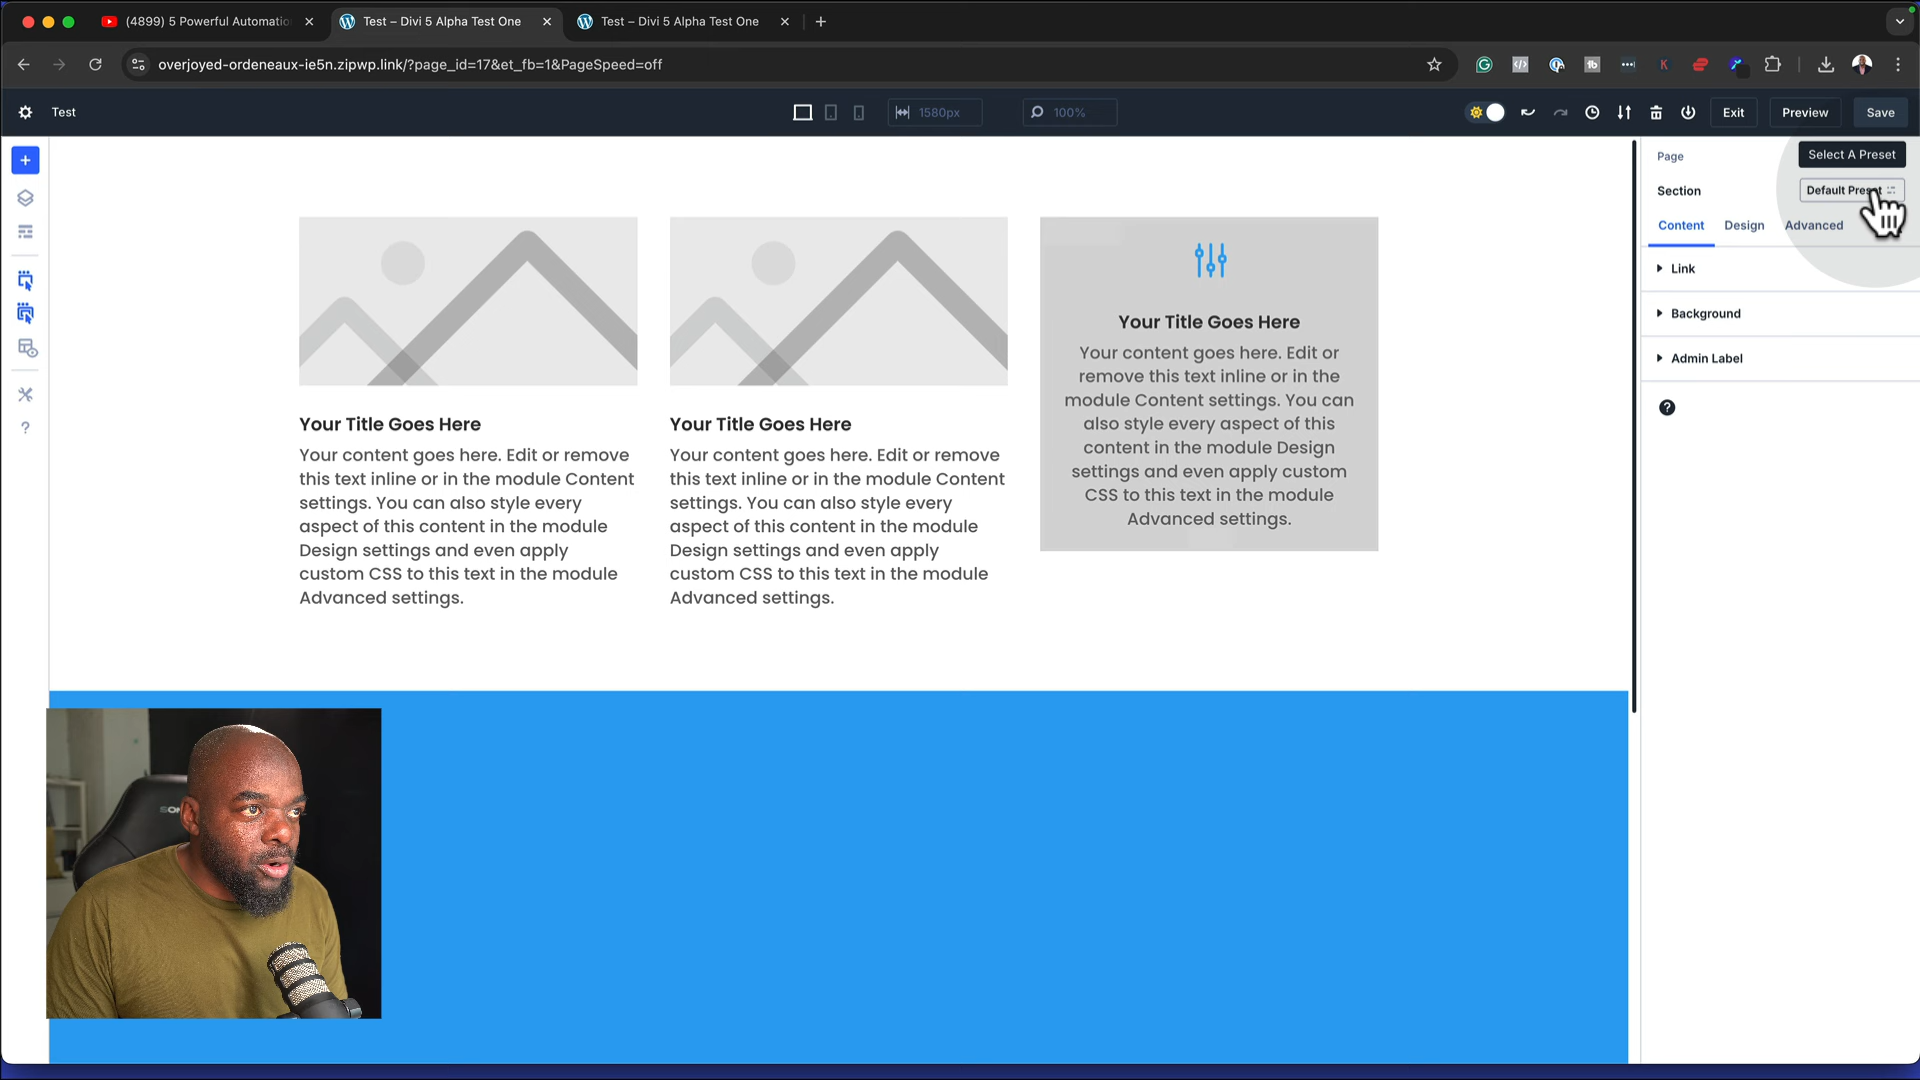 (4899) 5 Powerful Automatio
Test – Divi 5 Alpha Test One
Test – Divi 5 Alpha Test One
overjoyed-ordeneaux-ie5n.zipwp.link/?page_id=17&et_fb=1&PageSpeed=off
Test
1580px
100%
Exit
Preview
Save
Page
Select A Preset
Section
Default Preset
Content
Design
Advanced
Link
Background
Admin Label
Your Title Goes Here
Your content goes here. Edit or remove
this text inline or in the module Content
settings. You can also style every
aspect of this content in the module
Design settings and even apply
custom CSS to this text in the module
Advanced settings.
Your Title Goes Here
Your content goes here. Edit or remove
this text inline or in the module Content
settings. You can also style every
aspect of this content in the module
Design settings and even apply
custom CSS to this text in the module
Advanced settings.
Your Title Goes Here
Your content goes here. Edit or
remove this text inline or in the
module Content settings. You can
also style every aspect of this
content in the module Design
settings and even apply custom
CSS to this text in the module
Advanced settings.